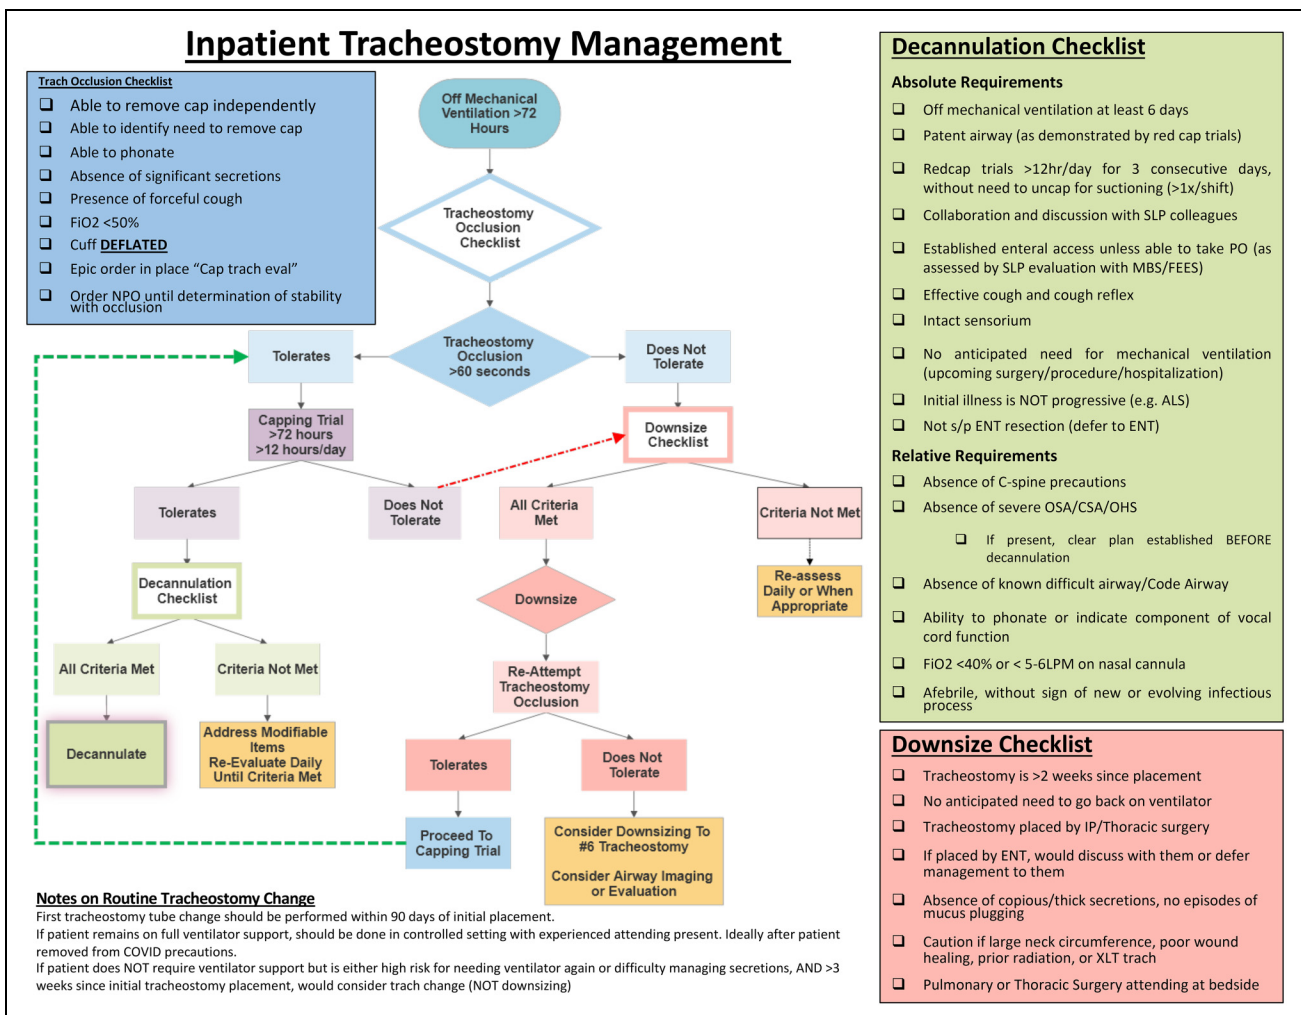 Inpatient Tracheostomy Management
Trach Occlusion Checklist
Able to remove cap independently
Able to identify need to remove cap
Able to phonate
Absence of significant secretions
Presence of forceful cough
FiO2 <50%
Cuff DEFLATED
Epic order in place “Cap trach eval”
Order NPO until determination of stability
with occlusion
Off Mechanical
Ventilation >72
Hours
Tracheostomy
Occlusion
Checklist
Tracheostomy
Occlusion
>60 seconds
Tolerates
Does Not
Tolerate
Capping Trial
>72 hours
>12 hours/day
Downsize
Checklist
Tolerates
Does Not
Tolerate
All Criteria
Met
Criteria Not Met
Decannulation
Checklist
Downsize
Re-assess
Daily or When
Appropriate
All Criteria Met
Criteria Not Met
Re-Attempt
Tracheostomy
Occlusion
Decannulate
Address Modifiable
Items
Re-Evaluate Daily
Until Criteria Met
Tolerates
Does Not
Tolerate
Proceed To
Capping Trial
Consider Downsizing To
#6 Tracheostomy
Consider Airway Imaging
or Evaluation
Notes on Routine Tracheostomy Change
First tracheostomy tube change should be performed within 90 days of initial placement.
If patient remains on full ventilator support, should be done in controlled setting with experienced attending present. Ideally after patient
removed from COVID precautions.
If patient does NOT require ventilator support but is either high risk for needing ventilator again or difficulty managing secretions, AND >3
weeks since initial tracheostomy placement, would consider trach change (NOT downsizing)
Decannulation Checklist
Absolute Requirements
Off mechanical ventilation at least 6 days
Patent airway (as demonstrated by red cap trials)
Redcap trials >12hr/day for 3 consecutive days,
without need to uncap for suctioning (>1x/shift)
Collaboration and discussion with SLP colleagues
Established enteral access unless able to take PO (as
assessed by SLP evaluation with MBS/FEES)
Effective cough and cough reflex
Intact sensorium
No anticipated need for mechanical ventilation
(upcoming surgery/procedure/hospitalization)
Initial illness is NOT progressive (e.g. ALS)
Not s/p ENT resection (defer to ENT)
Relative Requirements
Absence of C-spine precautions
Absence of severe OSA/CSA/OHS
If present, clear plan established BEFORE
decannulation
Absence of known difficult airway/Code Airway
Ability to phonate or indicate component of vocal
cord function
FiO2 <40% or < 5-6LPM on nasal cannula
Afebrile, without sign of new or evolving infectious
process
Downsize Checklist
Tracheostomy is >2 weeks since placement
No anticipated need to go back on ventilator
Tracheostomy placed by IP/Thoracic surgery
If placed by ENT, would discuss with them or defer
management to them
Absence of copious/thick secretions, no episodes of
mucus plugging
Caution if large neck circumference, poor wound
healing, prior radiation, or XLT trach
Pulmonary or Thoracic Surgery attending at bedside